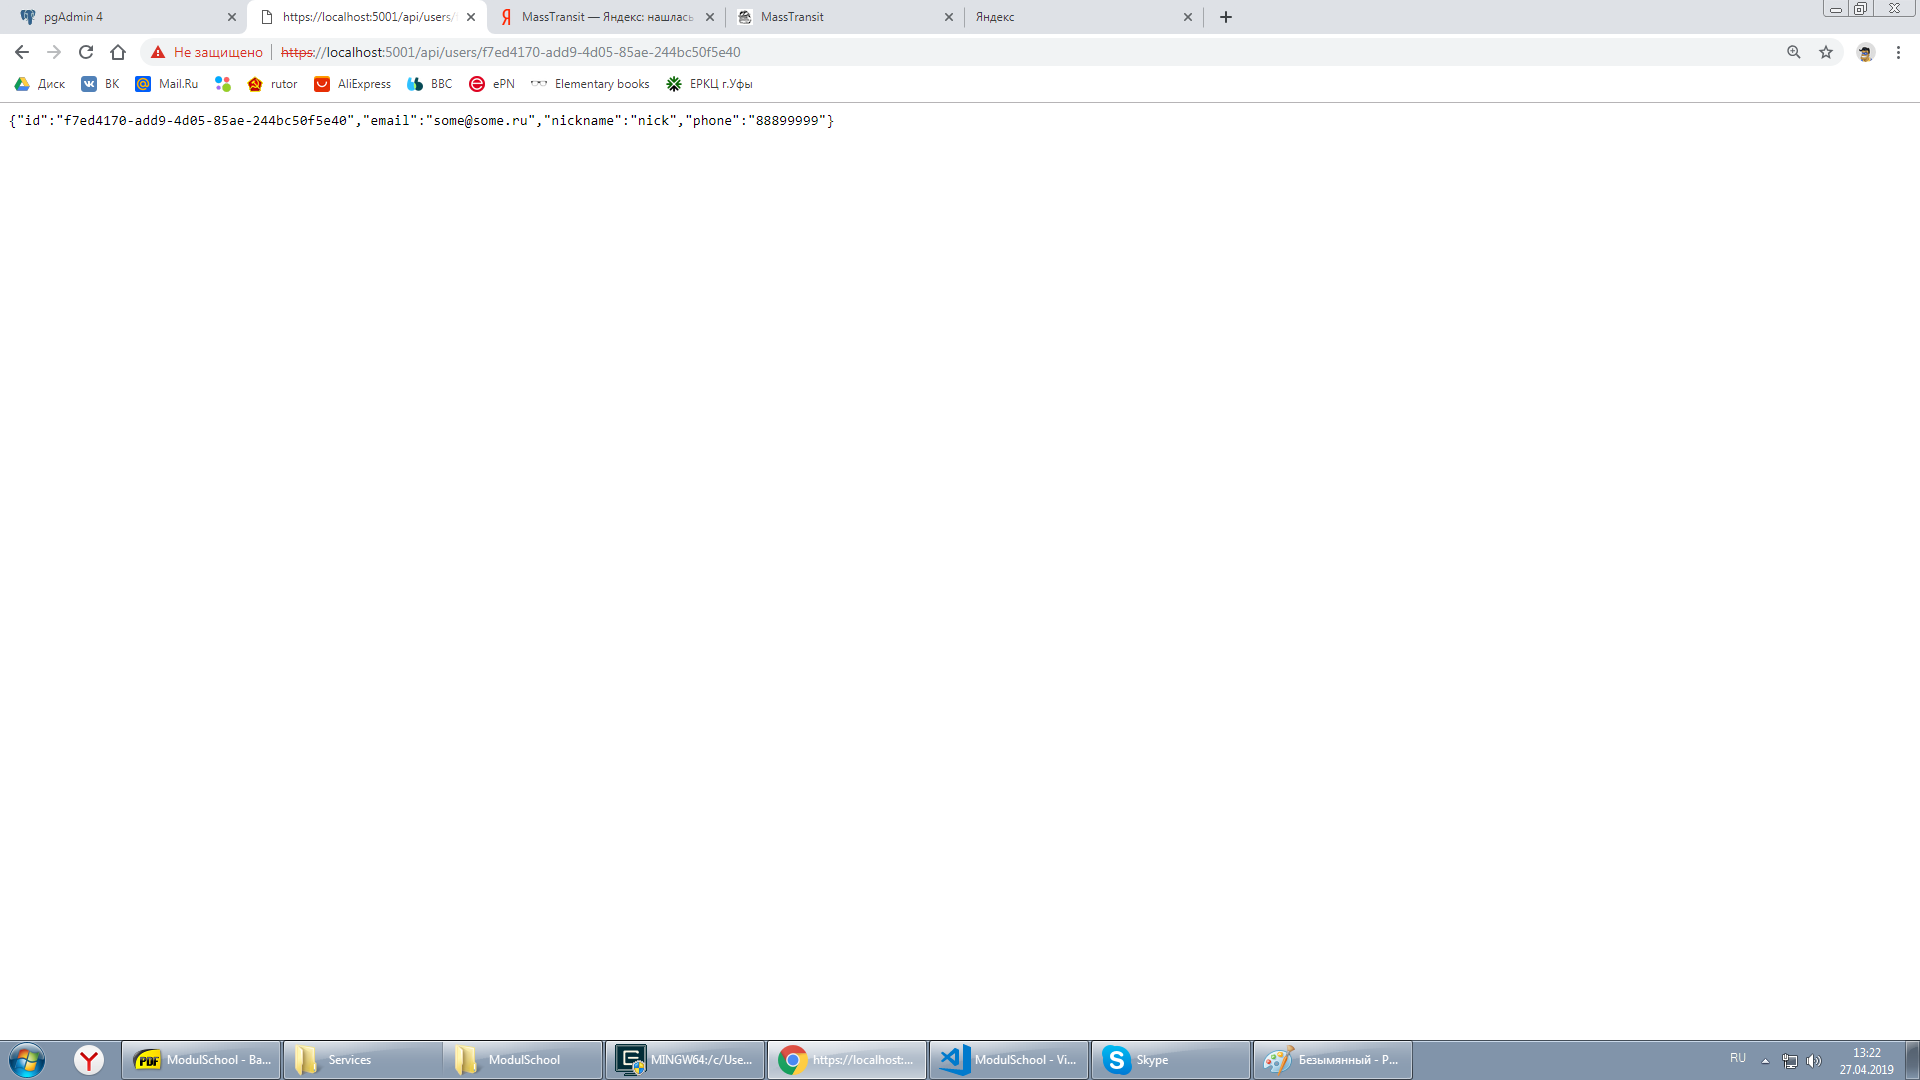 pgAdmin 4
https://localhost:5001/api/users/
MassTransit — Яндекс: нашлась
MassTransit
Яндекс
Не защищено
https://localhost:5001/api/users/f7ed4170-add9-4d05-85ae-244bc50f5e40
Диск
ВК
Mail.Ru
rutor
AliExpress
BBC
ePN
Elementary books
ЕРКЦ г.Уфы
{"id":"f7ed4170-add9-4d05-85ae-244bc50f5e40","email":"some@some.ru","nickname":"nick","phone":"88899999"}
ModulSchool - Ba...
Services
ModulSchool
MINGW64:/c/Use...
https://localhost:...
ModulSchool - Vi...
Skype
Безымянный - P...
RU
13:22
27.04.2019